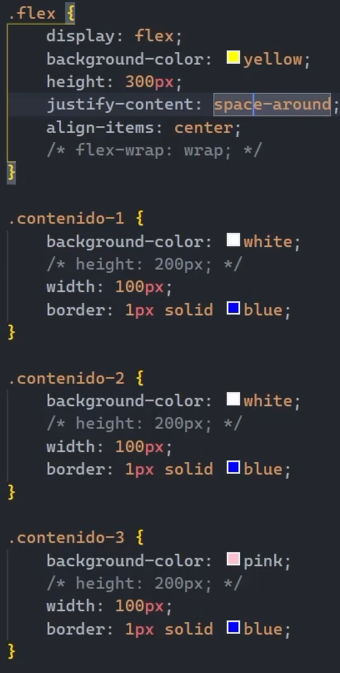 .flex {
display: flex;
background-color: yellow;
height: 300px;
justify-content: space-around;
align-items: center;
/* flex-wrap: wrap; */
}
.contenido-1 {
background-color: white;
/* height: 200px; */
width: 100px;
border: 1px solid blue;
}
.contenido-2 {
background-color: white;
/* height: 200px; */
width: 100px;
border: 1px solid blue;
}
.contenido-3 {
background-color: pink;
/* height: 200px; */
width: 100px;
border: 1px solid blue;
}